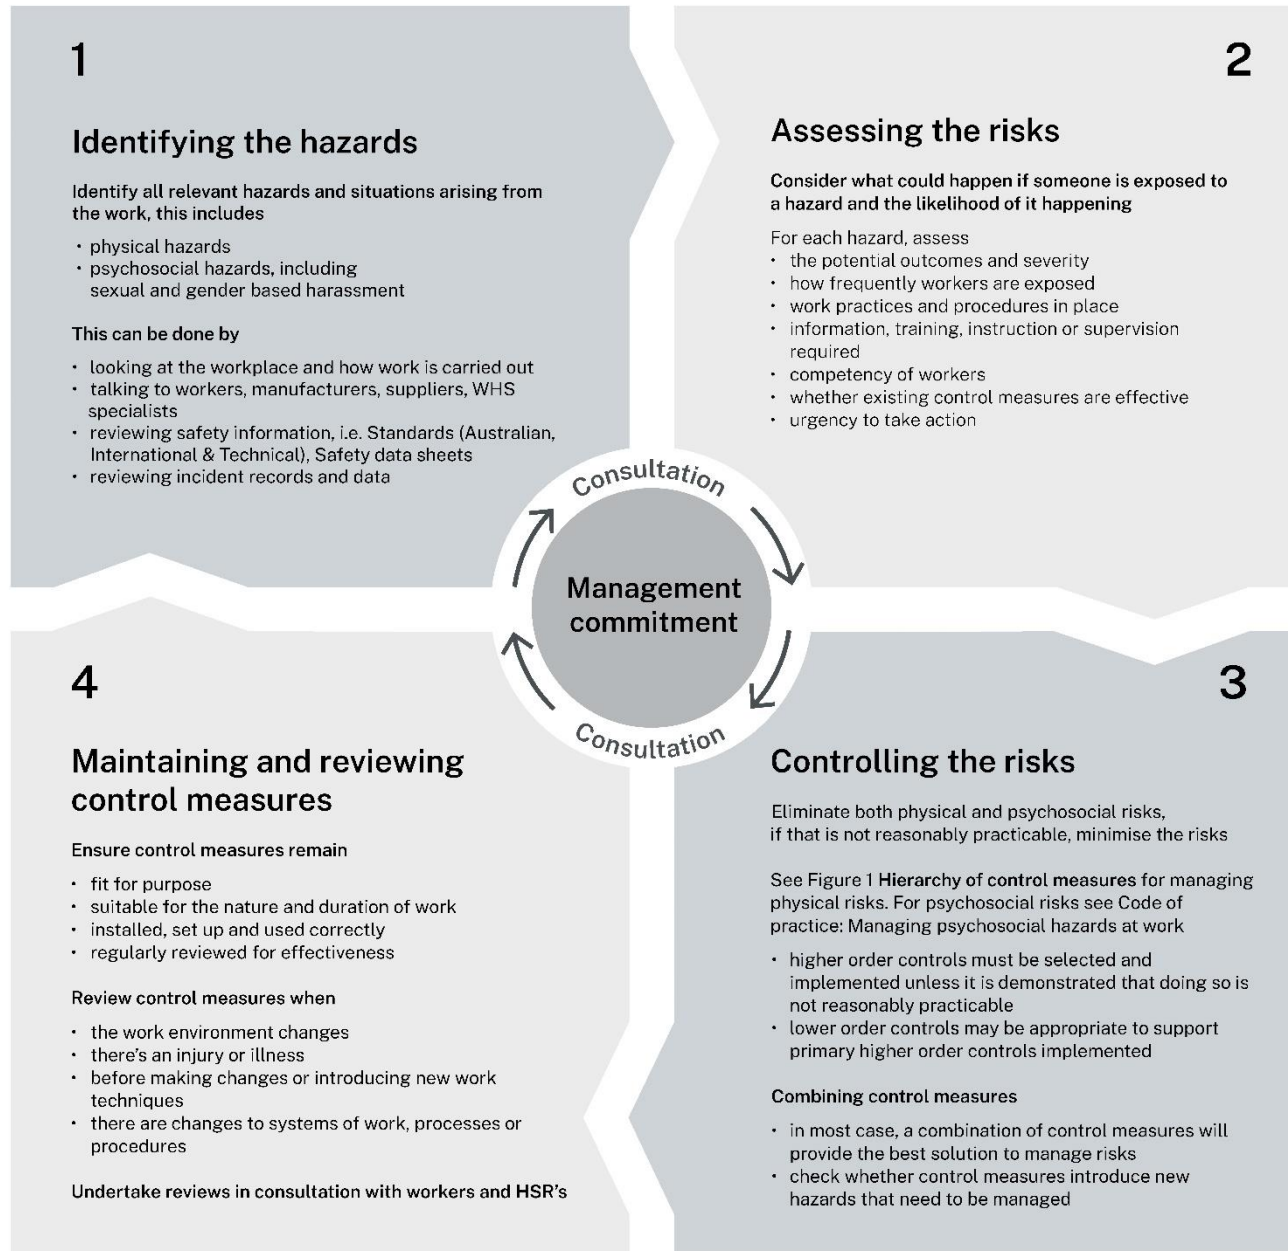 1
Identifying the hazards
Identify all relevant hazards and situations arising from
the work, this includes
• physical hazards
• psychosocial hazards, including
sexual and gender based harassment
This can be done by
• looking at the workplace and how work is carried out
• talking to workers, manufacturers, suppliers, WHS
specialists
• reviewing safety information, i.e. Standards (Australian,
International & Technical), Safety data sheets
• reviewing incident records and data
2
Assessing the risks
Consider what could happen if someone is exposed to
a hazard and the likelihood of it happening
For each hazard, assess
• the potential outcomes and severity
• how frequently workers are exposed
• work practices and procedures in place
• information, training, instruction or supervision
required
• competency of workers
• whether existing control measures are effective
• urgency to take action
Consultation
Management
commitment
Consultation
3
Controlling the risks
Eliminate both physical and psychosocial risks,
if that is not reasonably practicable, minimise the risks
See Figure 1 Hierarchy of control measures for managing
physical risks. For psychosocial risks see Code of
practice: Managing psychosocial hazards at work
• higher order controls must be selected and
implemented unless it is demonstrated that doing so is
not reasonably practicable
• lower order controls may be appropriate to support
primary higher order controls implemented
Combining control measures
• in most case, a combination of control measures will
provide the best solution to manage risks
• check whether control measures introduce new
hazards that need to be managed
4
Maintaining and reviewing
control measures
Ensure control measures remain
• fit for purpose
• suitable for the nature and duration of work
• installed, set up and used correctly
• regularly reviewed for effectiveness
Review control measures when
• the work environment changes
• there's an injury or illness
• before making changes or introducing new work
techniques
• there are changes to systems of work, processes or
procedures
Undertake reviews in consultation with workers and HSR's